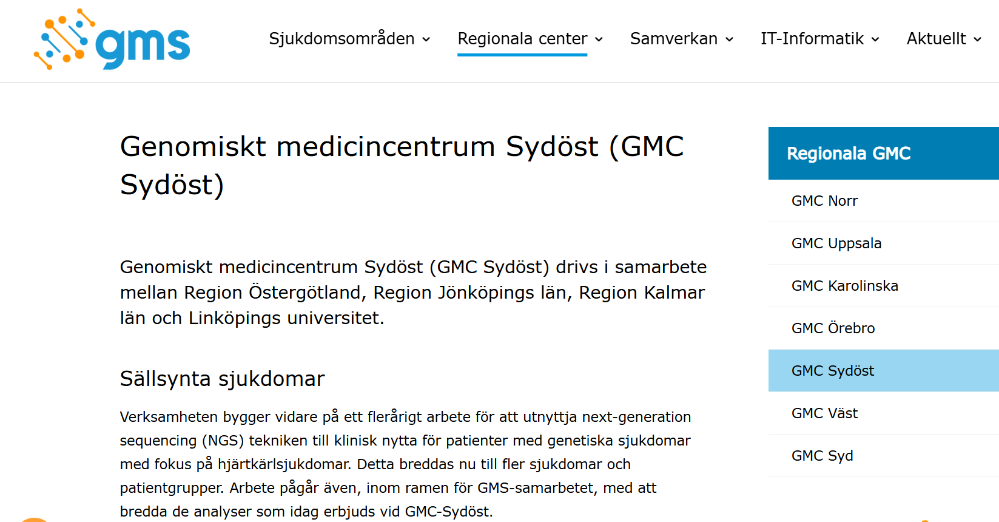 gms
Sjukdomsområden
Regionala center
Samverkan
IT-Informatik
Aktuellt
Genomiskt medicincentrum Sydöst (GMC
Sydöst)
Genomiskt medicincentrum Sydöst (GMC Sydöst) drivs i samarbete
mellan Region Östergötland, Region Jönköpings län, Region Kalmar
län och Linköpings universitet.
Sällsynta sjukdomar
Verksamheten bygger vidare på ett flerårigt arbete för att utnyttja next-generation
sequencing (NGS) tekniken till klinisk nytta för patienter med genetiska sjukdomar
med fokus på hjärtkärlsjukdomar. Detta breddas nu till fler sjukdomar och
patientgrupper. Arbete pågår även, inom ramen för GMS-samarbetet, med att
bredda de analyser som idag erbjuds vid GMC-Sydöst.
Regionala GMC
GMC Norr
GMC Uppsala
GMC Karolinska
GMC Örebro
GMC Sydöst
GMC Väst
GMC Syd